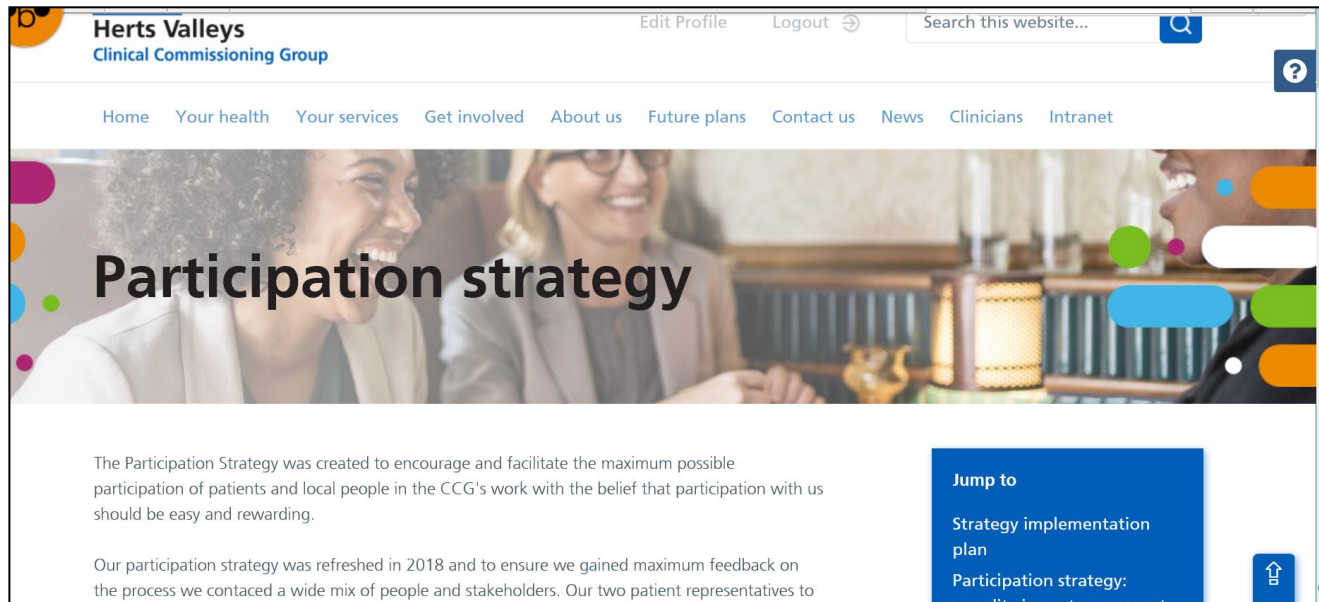 Herts Valleys
Clinical Commissioning Group
Edit Profile Logout
Search this website...
Home Your health Your services Get involved About us Future plans Contact us News Clinicians Intranet
Participation strategy
The Participation Strategy was created to encourage and facilitate the maximum possible
participation of patients and local people in the CCG's work with the belief that participation with us
should be easy and rewarding.
Our participation strategy was refreshed in 2018 and to ensure we gained maximum feedback on
the process we contaced a wide mix of people and stakeholders. Our two patient representatives to
Jump to
Strategy implementation
plan
Participation strategy: